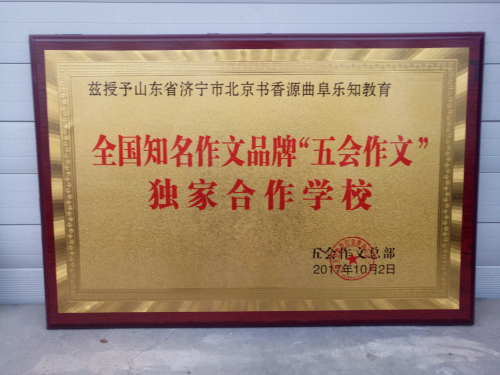 兹授予山东省济宁市北京书香源曲阜乐知教育
全国知名作文品牌“五会作文”
独家合作学校
五会作文总部
2017年10月2日